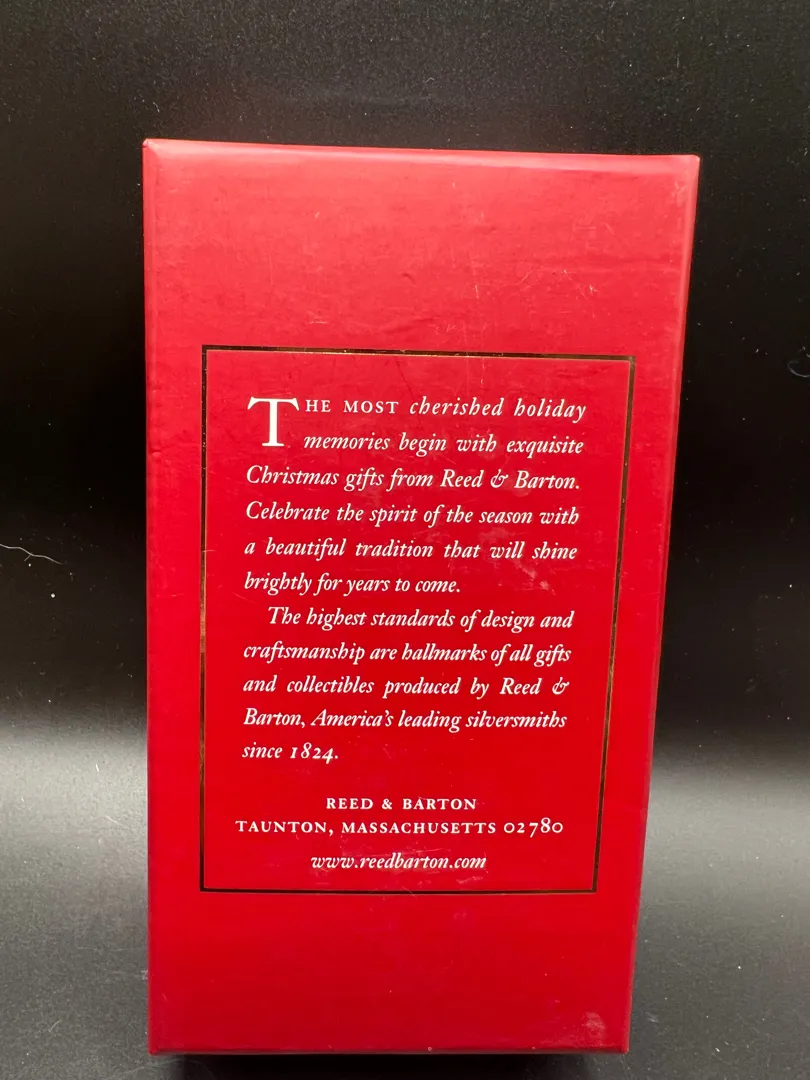 THE MOST cherished holiday
memories begin with exquisite
Christmas gifts from Reed & Barton.
Celebrate the spirit of the season with
a beautiful tradition that will shine
brightly for years to come.
The highest standards of design and
craftsmanship are hallmarks of all gifts
and collectibles produced by Reed &
Barton, America's leading silversmiths
since 1824.
REED & BARTON
TAUNTON, MASSACHUSETTS 02780
www.reedbarton.com